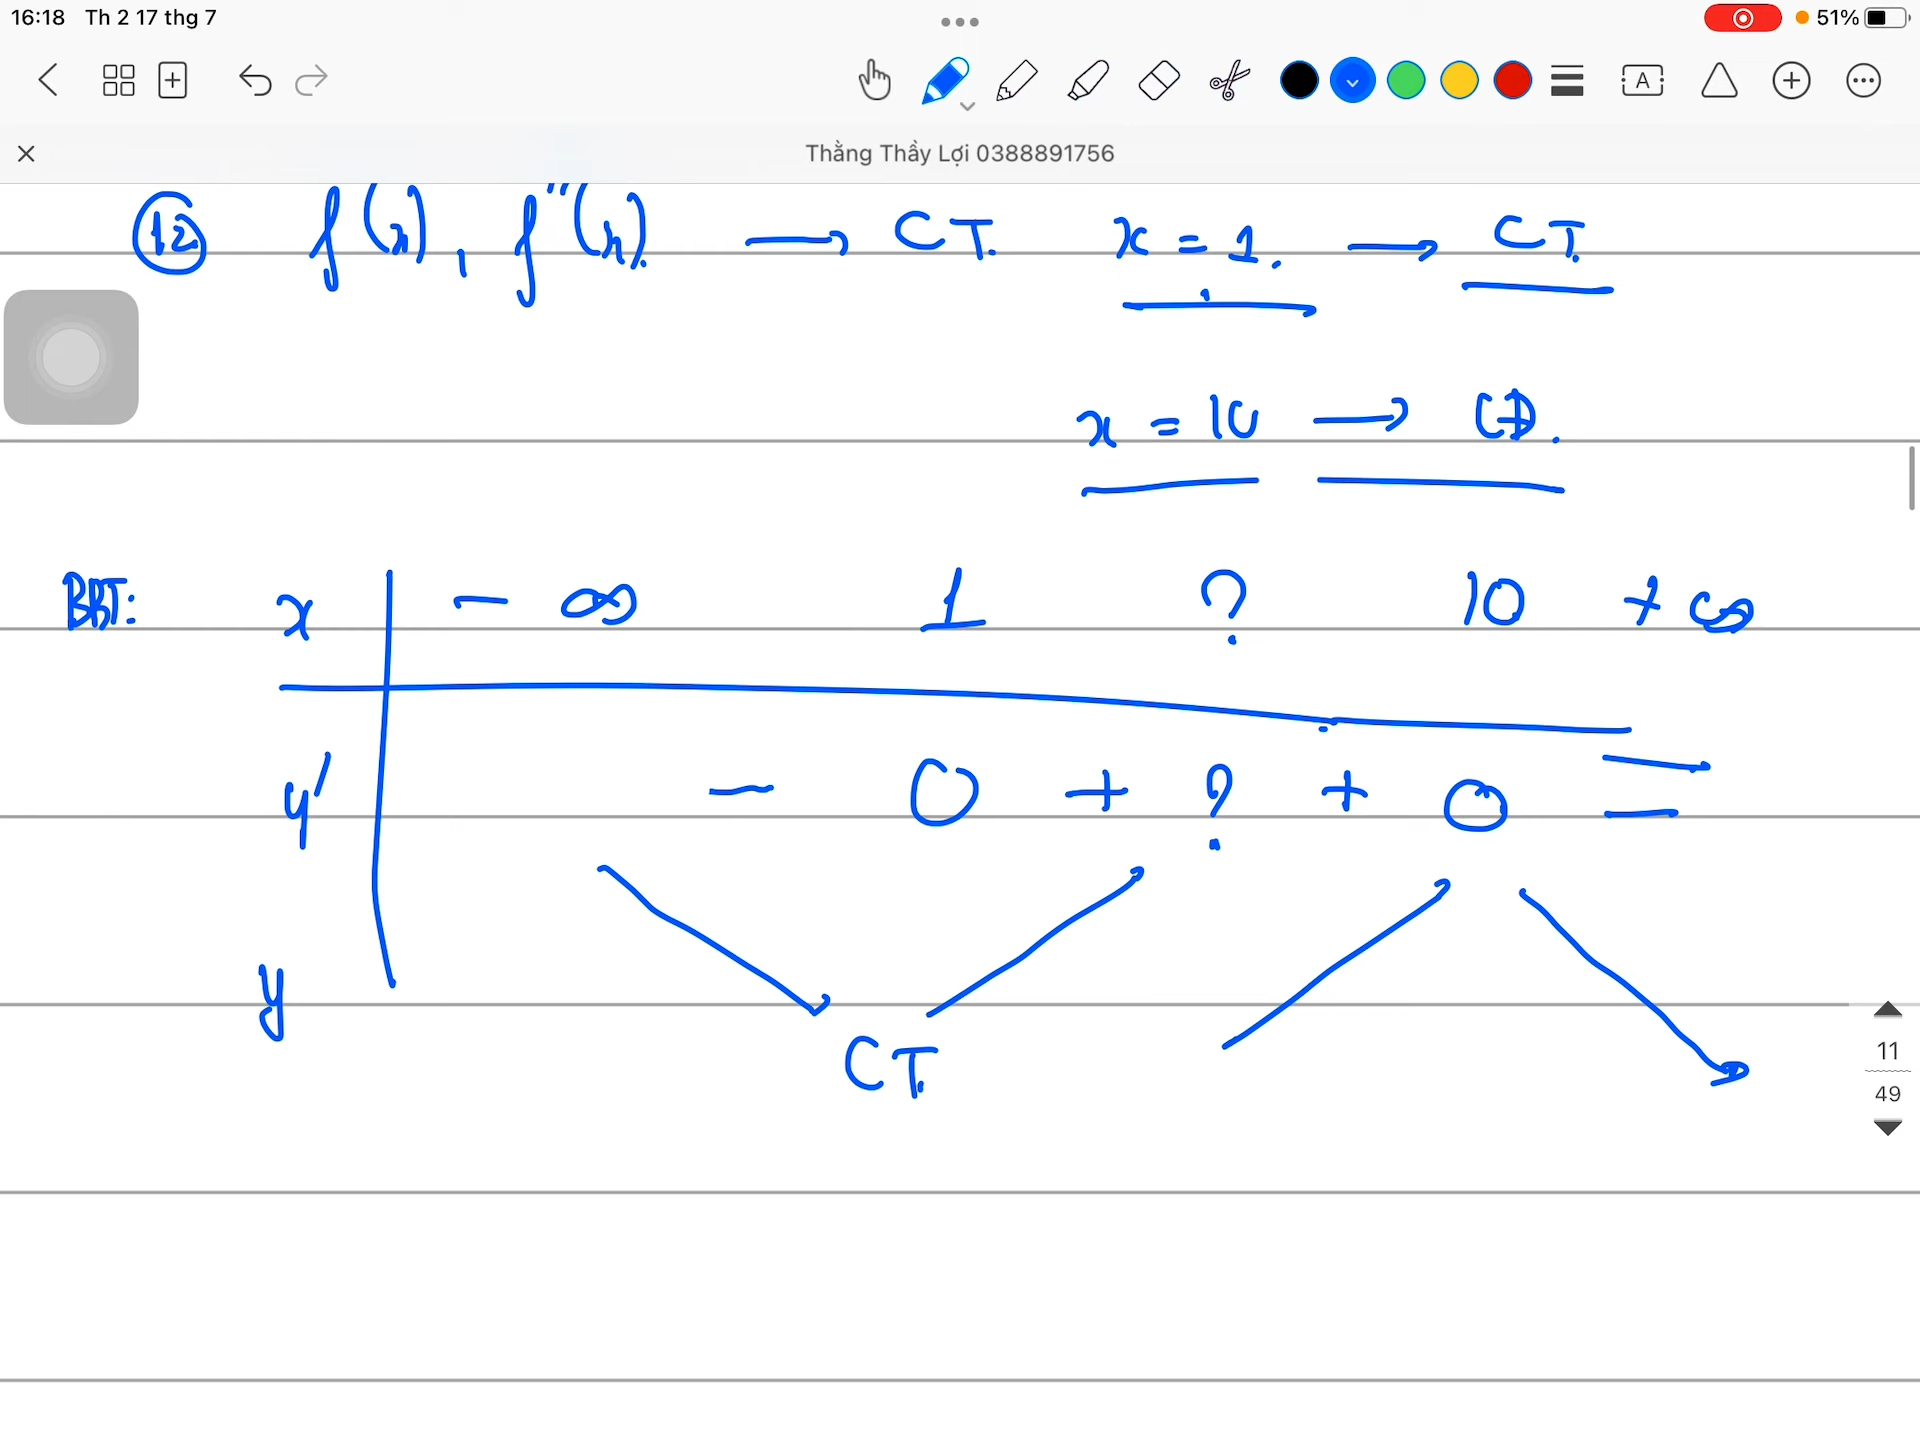 16:18 Th 2 17 thg 7 51%
Thằng Thầy Lợi 0388891756
12 f(x), f''(x). → CT. x = 1. → CT.
x = 10 → CĐ.
BBT: x - ∞ 1 ? 10 + ∞
y' - 0 + ? + 0 -
y
CT.
11
49